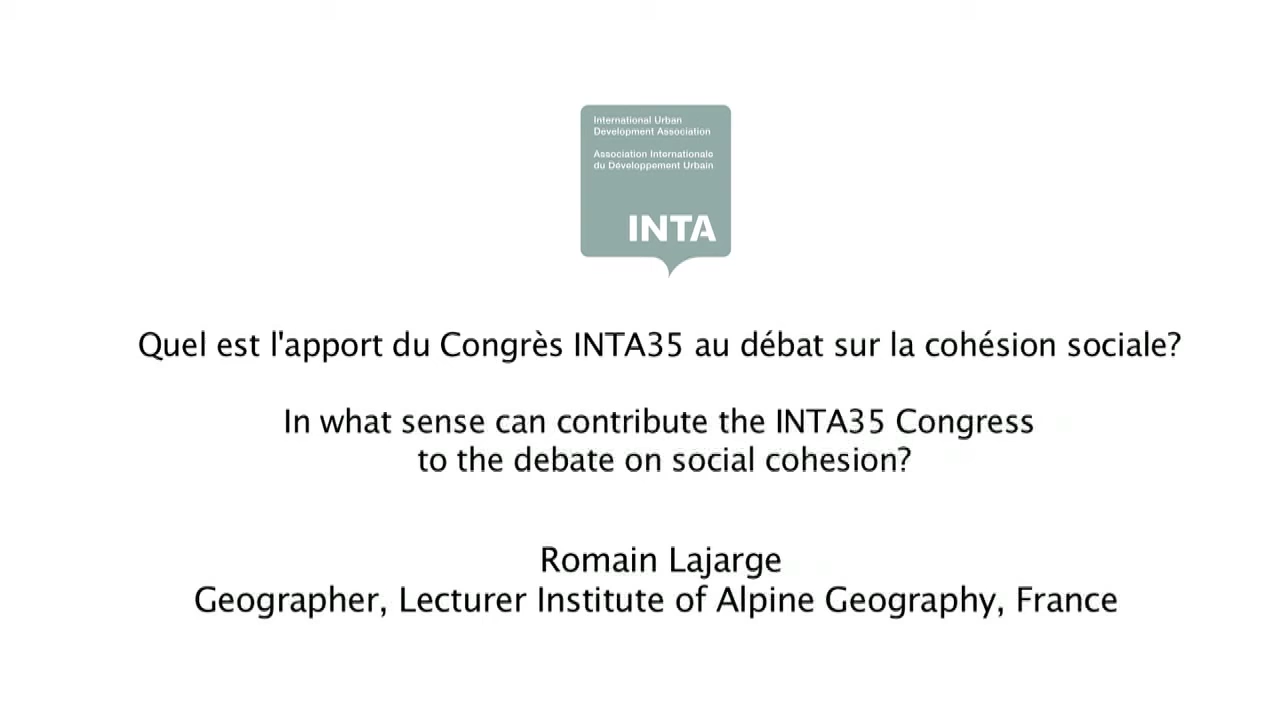 International Urban
Development Association
Association Internationale
du Développement Urbain
INTA
Quel est l'apport du Congrès INTA35 au débat sur la cohésion sociale?
In what sense can contribute the INTA35 Congress
to the debate on social cohesion?
Romain Lajarge
Geographer, Lecturer Institute of Alpine Geography, France